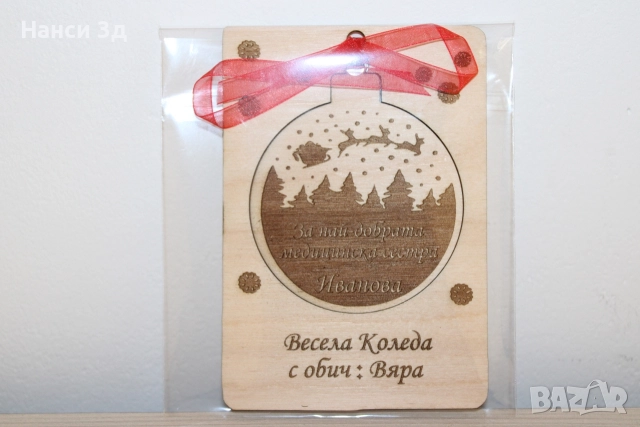 Нанси 3д
За най-добрата
медицинска сестра
Иванова
Весела Коледа
с обич : Вяра
BAZAR